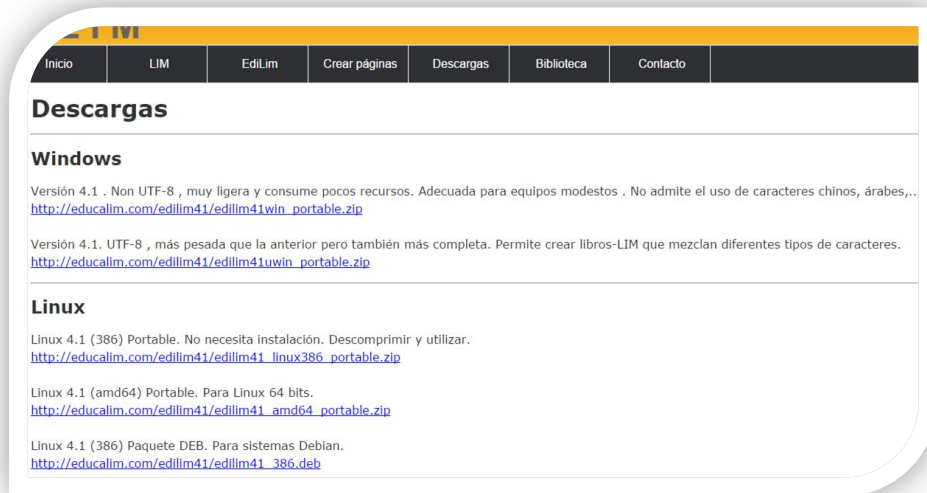 Inicio LIM EdiLim Crear páginas Descargas Biblioteca Contacto
Descargas
Windows
Versión 4.1 . Non UTF-8 , muy ligera y consume pocos recursos. Adecuada para equipos modestos . No admite el uso de caracteres chinos, árabes,..
http://educalim.com/edilim41/edilim41win_portable.zip
Versión 4.1. UTF-8 , más pesada que la anterior pero también más completa. Permite crear libros-LIM que mezclan diferentes tipos de caracteres.
http://educalim.com/edilim41/edilim41uwin_portable.zip
Linux
Linux 4.1 (386) Portable. No necesita instalación. Descomprimir y utilizar.
http://educalim.com/edilim41/edilim41_linux386_portable.zip
Linux 4.1 (amd64) Portable. Para Linux 64 bits.
http://educalim.com/edilim41/edilim41_amd64_portable.zip
Linux 4.1 (386) Paquete DEB. Para sistemas Debian.
http://educalim.com/edilim41/edilim41_386.deb